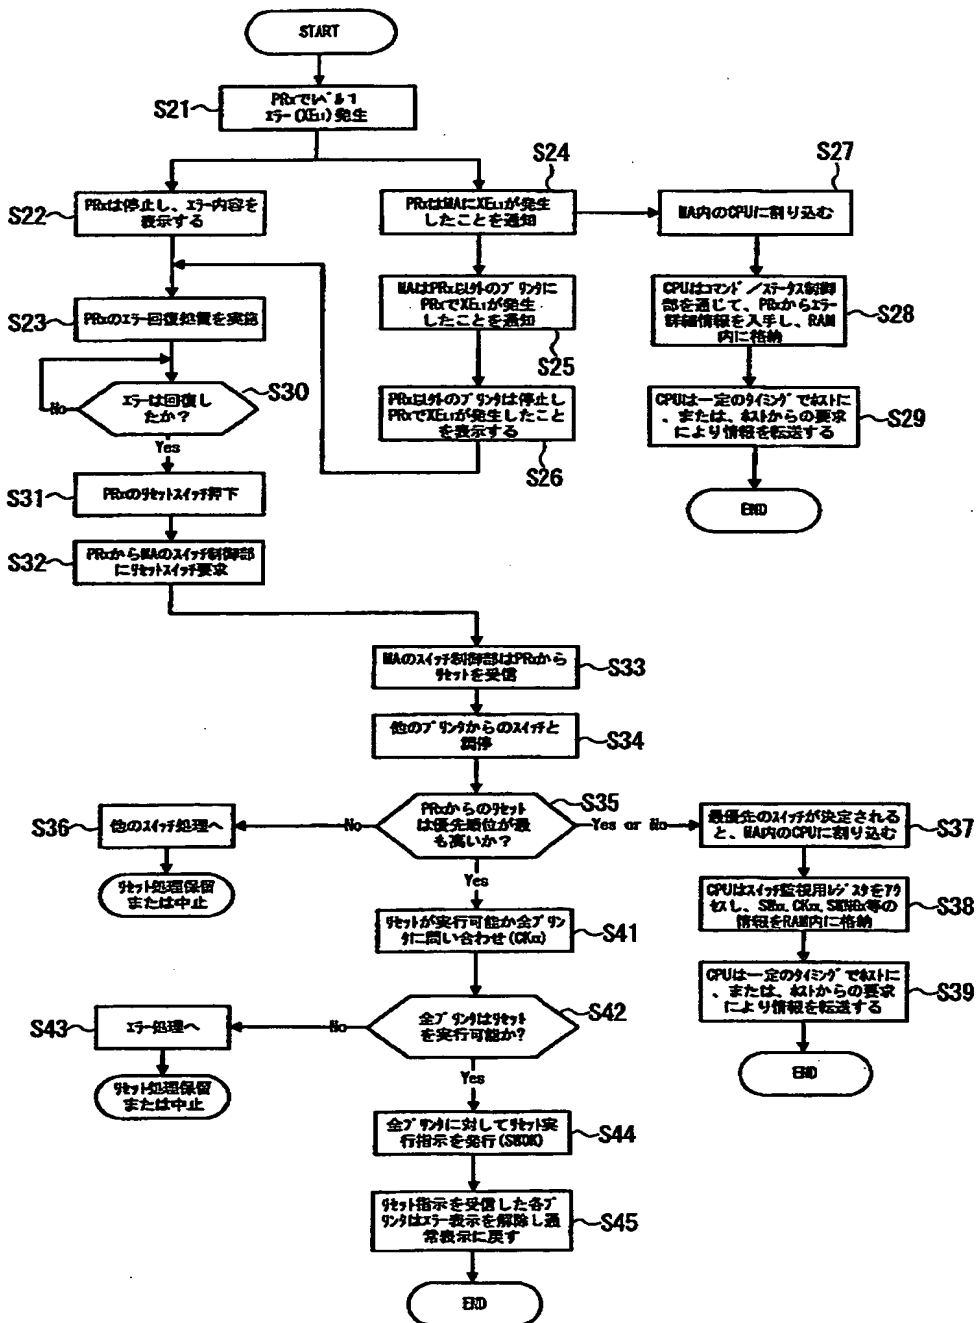 START
S21
PRxでﾚﾍﾞﾙ1
ｴﾗｰ(XEL1)発生
S22
PRxは停止し、ｴﾗｰ内容を
表示する
S24
PRxはMAにXEL1が発生
したことを通知
S27
MA内のCPUに割り込む
S23
PRxのｴﾗｰ回復処置を実施
MAはPRx以外のﾌﾟﾘﾝﾀに
PRxでXEL1が発生
したことを通知
S25
CPUはｺﾏﾝﾄﾞ／ｽﾃｰﾀｽ制御
部を通じて、PRxからｴﾗｰ
詳細情報を入手し、RAM
内に格納
S28
S30
ｴﾗｰは回復し
たか？
No
Yes
PRx以外のﾌﾟﾘﾝﾀは停止し
PRxでXEL1が発生したこと
を表示する
S26
CPUは一定のﾀｲﾐﾝｸﾞでﾎｽﾄに
、または、ﾎｽﾄからの要求
により情報を転送する
S29
END
S31
PRxのﾘｾｯﾄｽｲｯﾁ押下
S32
PRxからMAのｽｲｯﾁ制御部
にﾘｾｯﾄｽｲｯﾁ要求
MAのｽｲｯﾁ制御部はPRxから
ﾘｾｯﾄを受信
S33
他のﾌﾟﾘﾝﾀからのｽｲｯﾁと
調停
S34
PRxからのﾘｾｯﾄ
は優先順位が最
も高いか？
S35
No
Yes or No
Yes
S36
他のｽｲｯﾁ処理へ
ﾘｾｯﾄ処理保留
または中止
最優先のｽｲｯﾁが決定される
と、MA内のCPUに割り込む
S37
CPUはｽｲｯﾁ監視用ﾚｼﾞｽﾀをｱｸ
ｾｽし、SWxx、CKxx、SWNGx等の
情報をRAM内に格納
S38
CPUは一定のﾀｲﾐﾝｸﾞでﾎｽﾄに
、または、ﾎｽﾄからの要求
により情報を転送する
S39
END
ﾘｾｯﾄが実行可能か全ﾌﾟﾘﾝ
ﾀに問い合わせ(CKxx)
S41
全ﾌﾟﾘﾝﾀはﾘｾｯﾄ
を実行可能か？
S42
No
Yes
S43
ｴﾗｰ処理へ
ﾘｾｯﾄ処理保留
または中止
全ﾌﾟﾘﾝﾀに対してﾘｾｯﾄ実
行指示を発行(SWOK)
S44
ﾘｾｯﾄ指示を受信した各ﾌﾟ
ﾘﾝﾀはｴﾗｰ表示を解除し通
常表示に戻す
S45
END